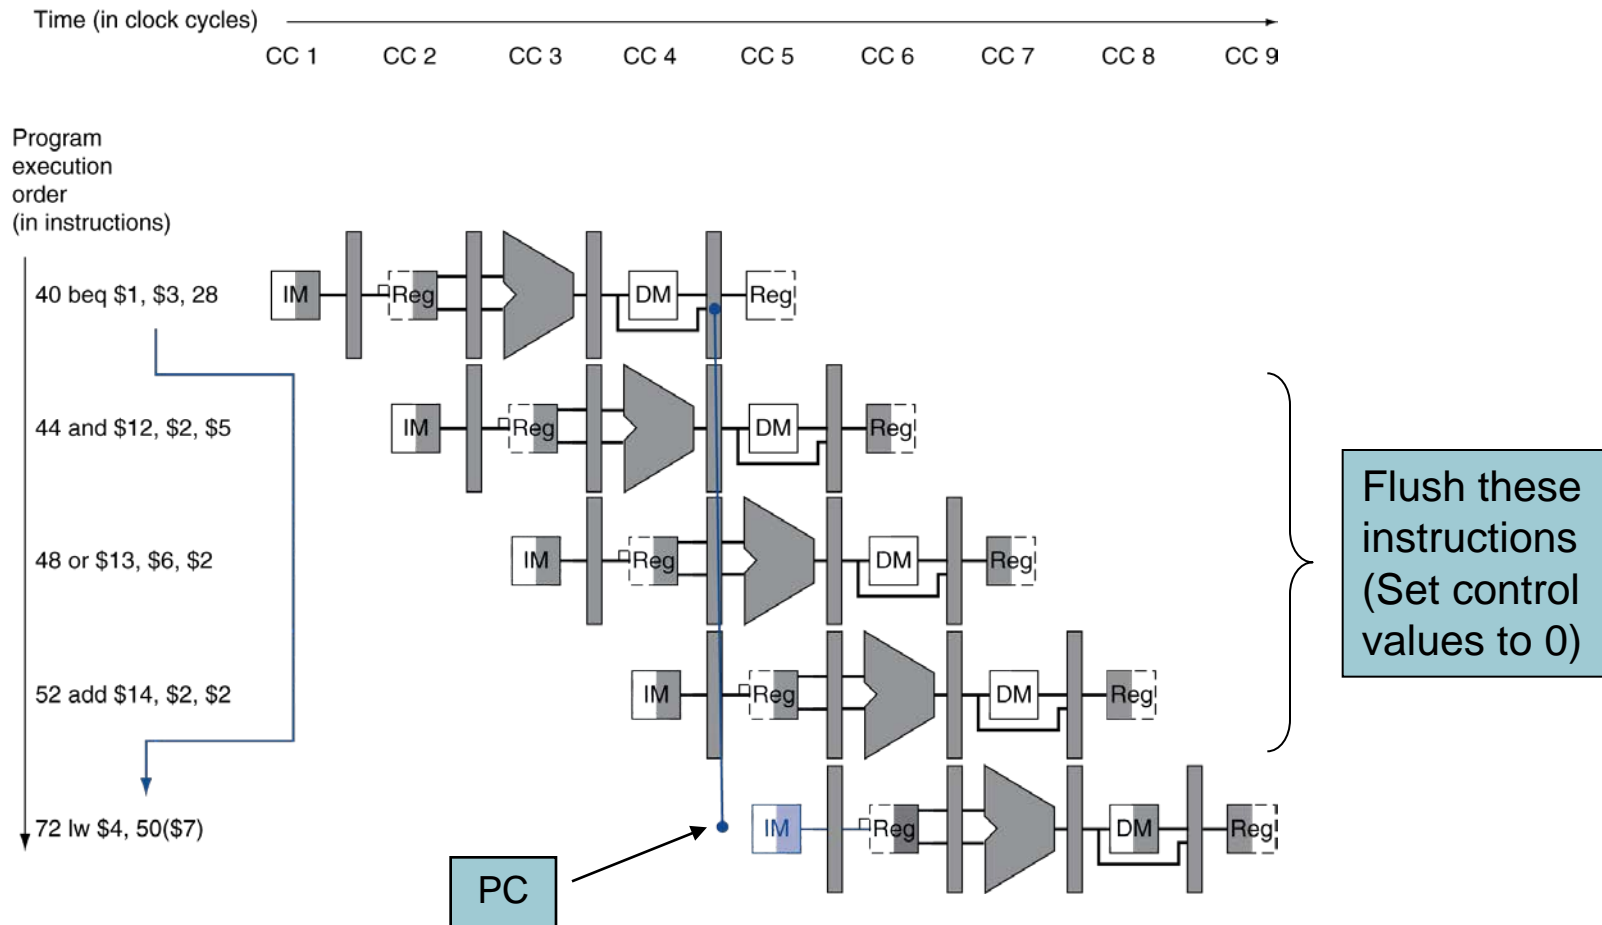 Time (in clock cycles)
CC 1 CC 2 CC 3 CC 4 CC 5 CC 6 CC 7 CC 8 CC 9
Program
execution
order
(in instructions)
40 beq $1, $3, 28
IM Reg DM Reg
44 and $12, $2, $5
IM Reg DM Reg
48 or $13, $6, $2
IM Reg DM Reg
52 add $14, $2, $2
IM Reg DM Reg
72 lw $4, 50($7)
IM Reg DM Reg
PC
Flush these
instructions
(Set control
values to 0)